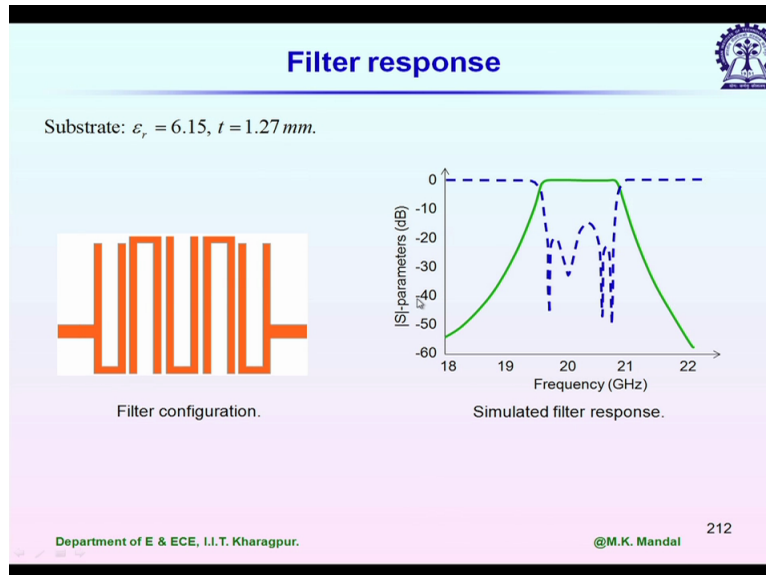 Filter response
Substrate: εr = 6.15, t = 1.27 mm.
|S|-parameters (dB)
0
-10
-20
-30
-40
-50
-60
18 19 20 21 22
Frequency (GHz)
Filter configuration.
Simulated filter response.
212
Department of E & ECE, I.I.T. Kharagpur.
@M.K. Mandal